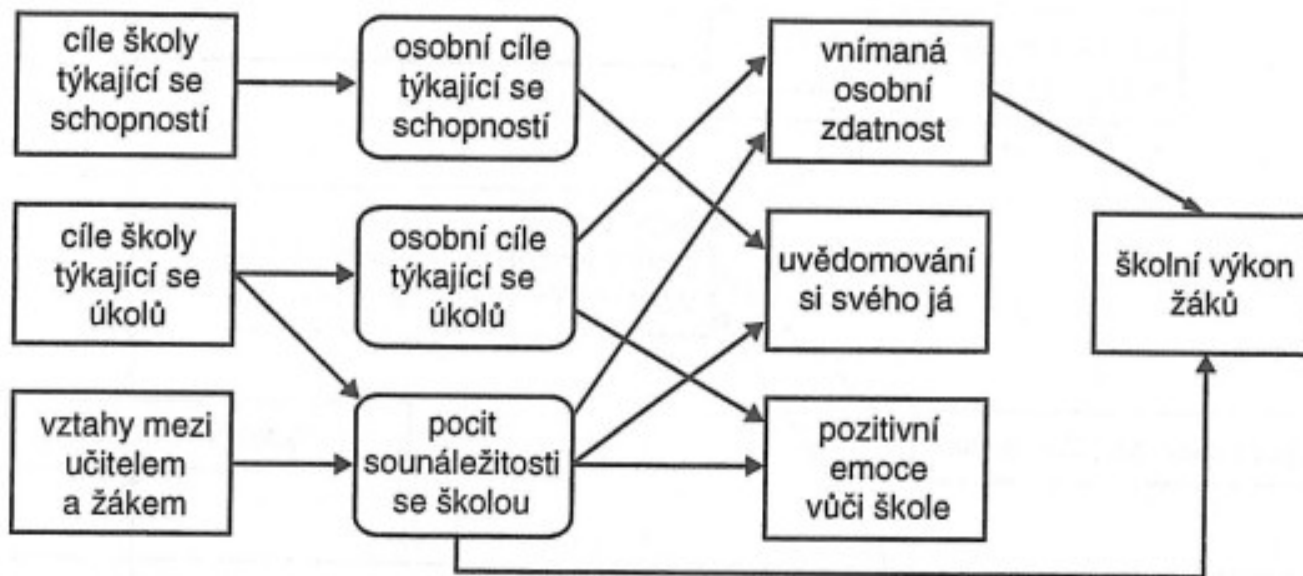 cíle školy
týkající se
schopností
osobní cíle
týkající se
schopností
vnímaná
osobní
zdatnost
cíle školy
týkající se
úkolů
osobní cíle
týkající se
úkolů
uvědomování
si svého já
školní výkon
žáků
vztahy mezi
učitelem
a žákem
pocit
sounáležitosti
se školou
pozitivní
emoce
vůči škole